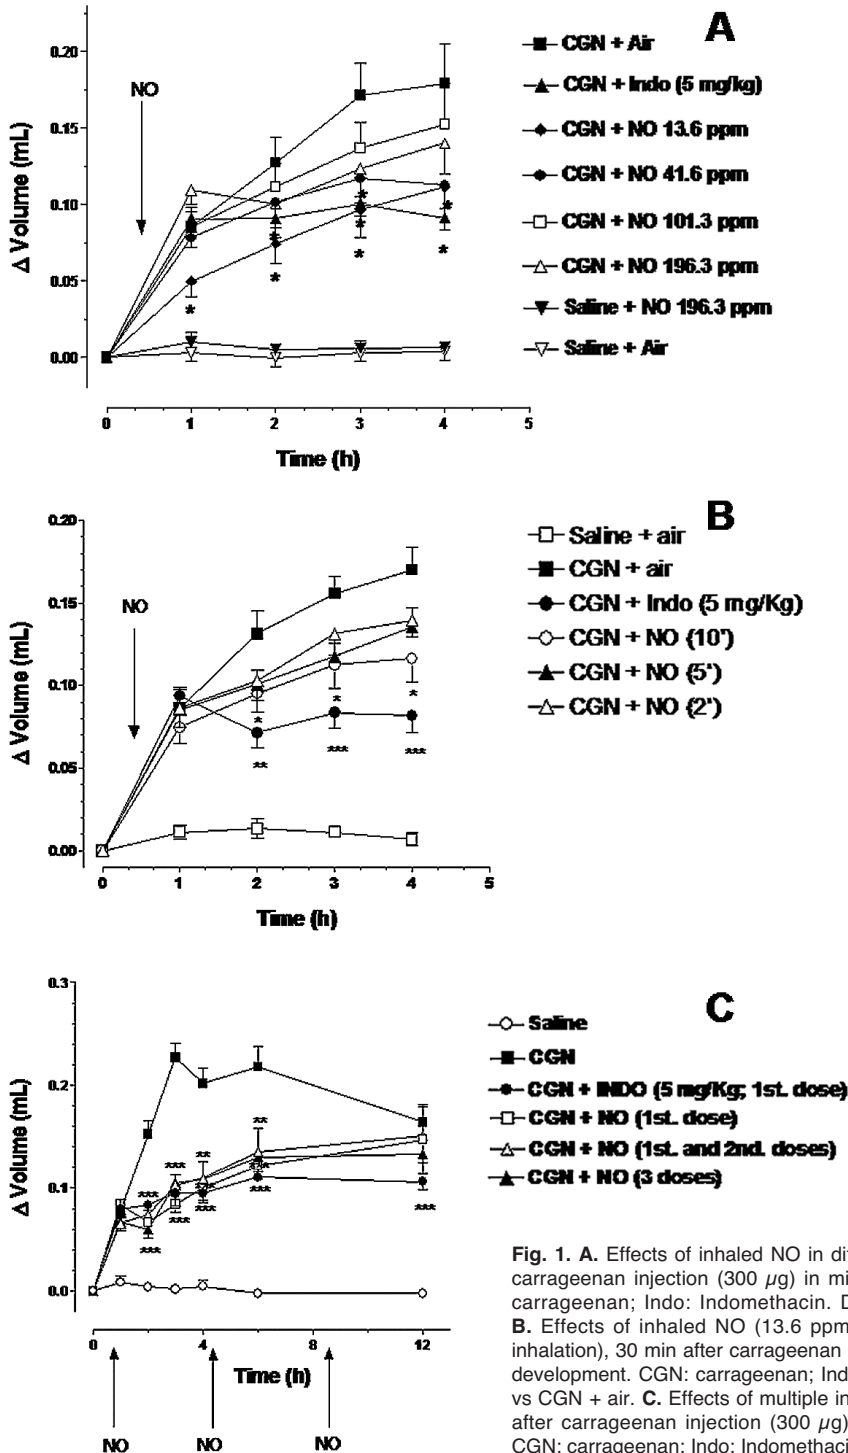 A
0.20
0.15
0.10
0.05
0.00
Δ Volume (mL)
NO
*
*
*
*
*
*
*
*
0 1 2 3 4 5
Time (h)
CGN + Air
CGN + Indo (5 mg/kg)
CGN + NO 13.6 ppm
CGN + NO 41.6 ppm
CGN + NO 101.3 ppm
CGN + NO 196.3 ppm
Saline + NO 196.3 ppm
Saline + Air
B
0.20
0.15
0.10
0.05
0.00
Δ Volume (mL)
NO
*
*
*
**
***
***
0 1 2 3 4 5
Time (h)
Saline + air
CGN + air
CGN + Indo (5 mg/Kg)
CGN + NO (10')
CGN + NO (5')
CGN + NO (2')
C
0.3
0.2
0.1
0.0
Δ Volume (mL)
**
***
**
***
***
***
***
***
***
0 4 8 12
Time (h)
NO NO NO
Saline
CGN
CGN + INDO (5 mg/Kg; 1st. dose)
CGN + NO (1st. dose)
CGN + NO (1st. and 2nd. doses)
CGN + NO (3 doses)
Fig. 1. A. Effects of inhaled NO in dif
carrageenan injection (300 µg) in mi
carrageenan; Indo: Indomethacin. D
B. Effects of inhaled NO (13.6 ppm
inhalation), 30 min after carrageenan
development. CGN: carrageenan; Ind
vs CGN + air. C. Effects of multiple in
after carrageenan injection (300 µg)
CGN: carrageenan; Indo: Indomethaci